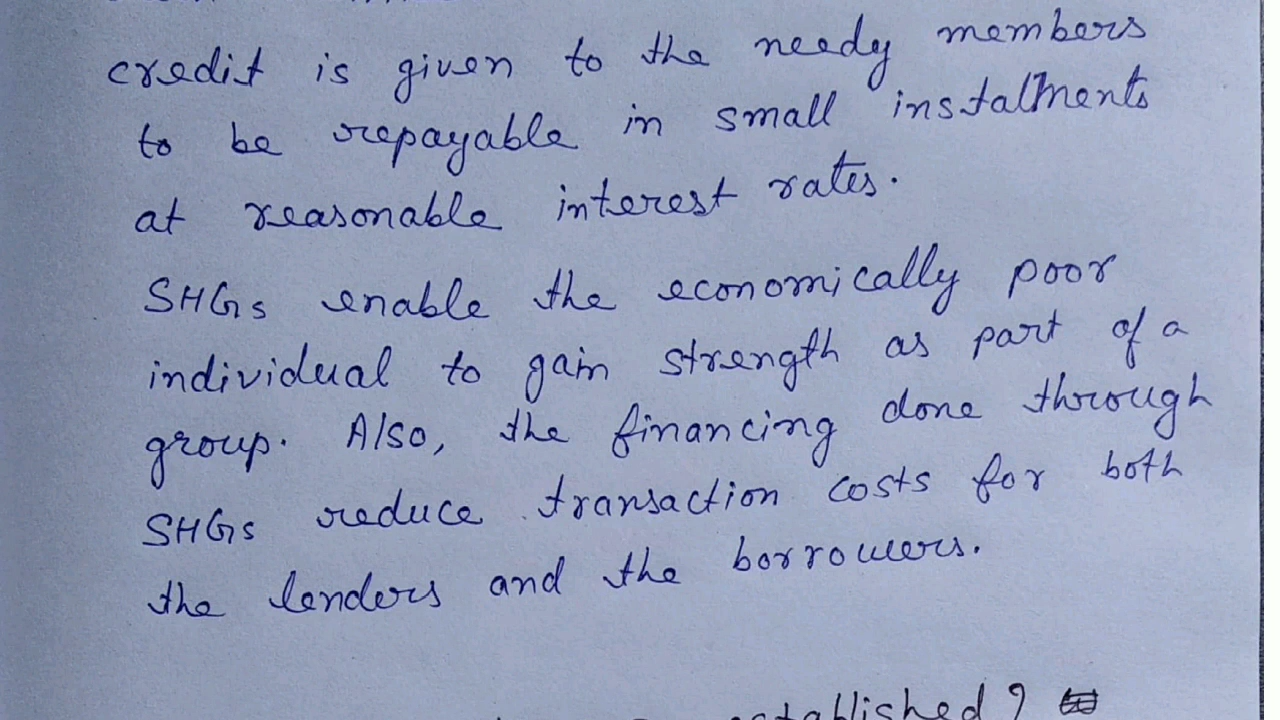 credit is given to the needy members
to be repayable in small instalments
at reasonable interest rates.
SHGs enable the economically poor
individual to gain strength as part of a
group. Also, the financing done through
SHGs reduce transaction costs for both
the lenders and the borrowers.
established?